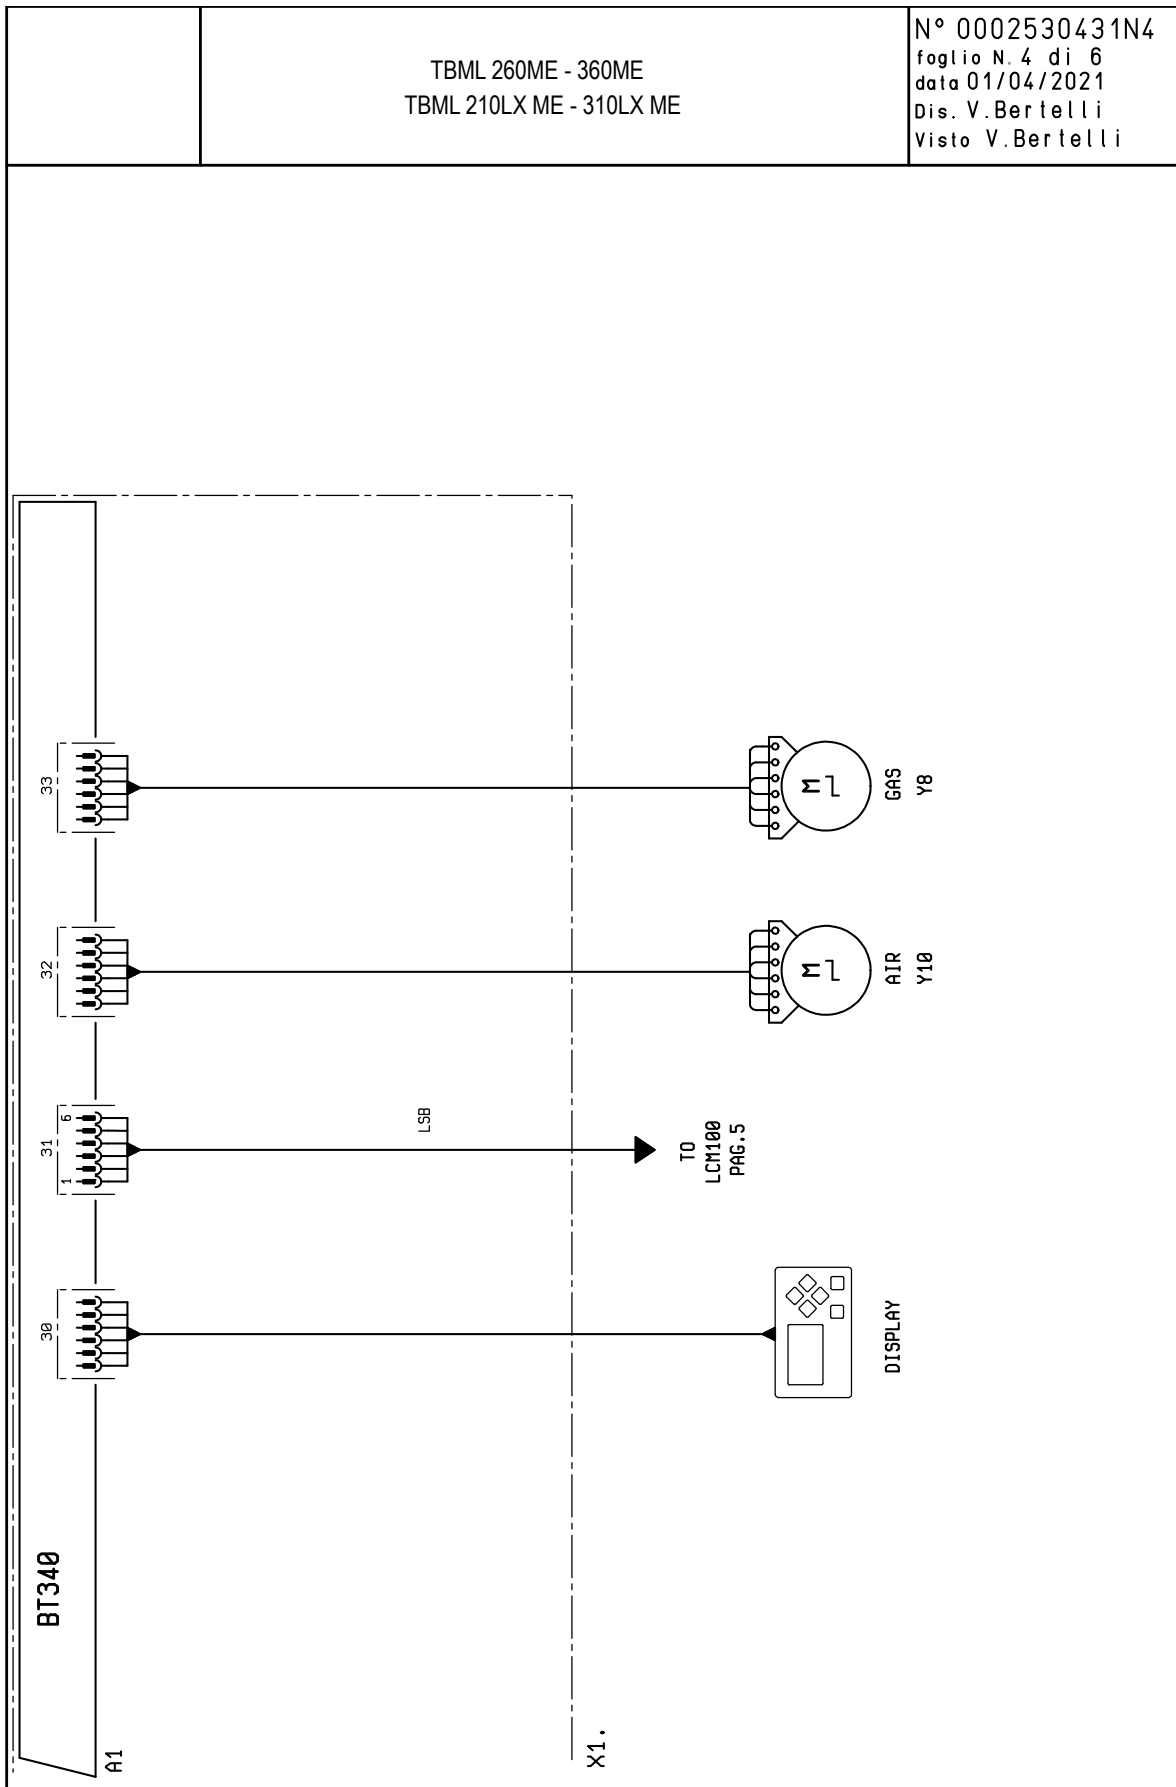 TBML 260ME - 360ME
TBML 210LX ME - 310LX ME
N° 0002530431N4
foglio N. 4 di 6
data 01/04/2021
Dis. V.Bertelli
Visto V.Bertelli
33
GAS
Y8
M
32
AIR
Y10
M
31
1
6
LSB
TO
LCM100
PAG.5
30
DISPLAY
BT340
A1
X1.